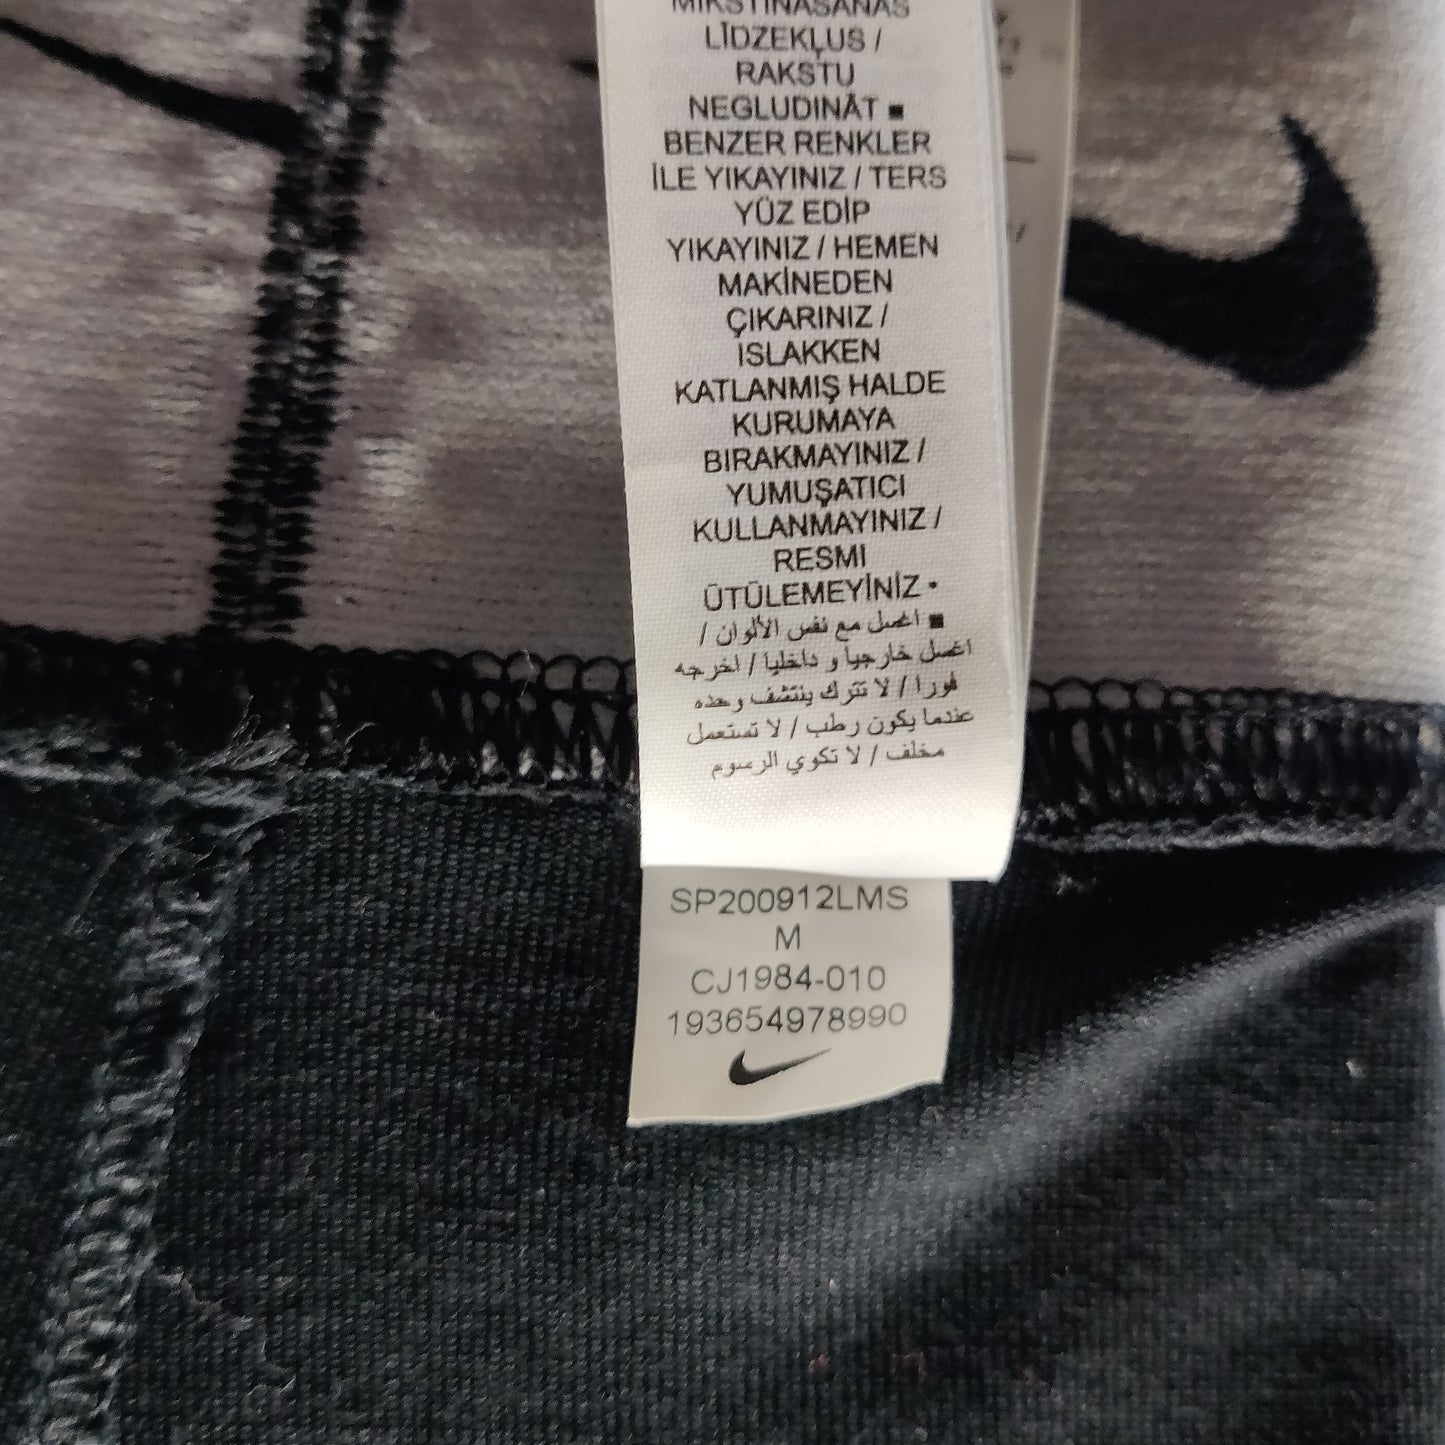 MĪKSTINĀŠANAS
LĪDZEKĻUS /
RAKSTU
NEGLUDINĀT ■
BENZER RENKLER
İLE YIKAYINIZ / TERS
YÜZ EDİP
YIKAYINIZ / HEMEN
MAKİNEDEN
ÇIKARINIZ /
ISLAKKEN
KATLANMIŞ HALDE
KURUMAYA
BIRAKMAYINIZ /
YUMUŞATICI
KULLANMAYINIZ /
RESMI
ÜTÜLEMEYİNİZ •
■ اغسل مع نفس الألوان /
اغسل خارجيا و داخليا / اخرجه
فورا / لا تترك ينتشف وحده
عندما يكون رطب / لا تستعمل
مخلف / لا تكوي الرسوم
SP200912LMS
M
CJ1984-010
193654978990